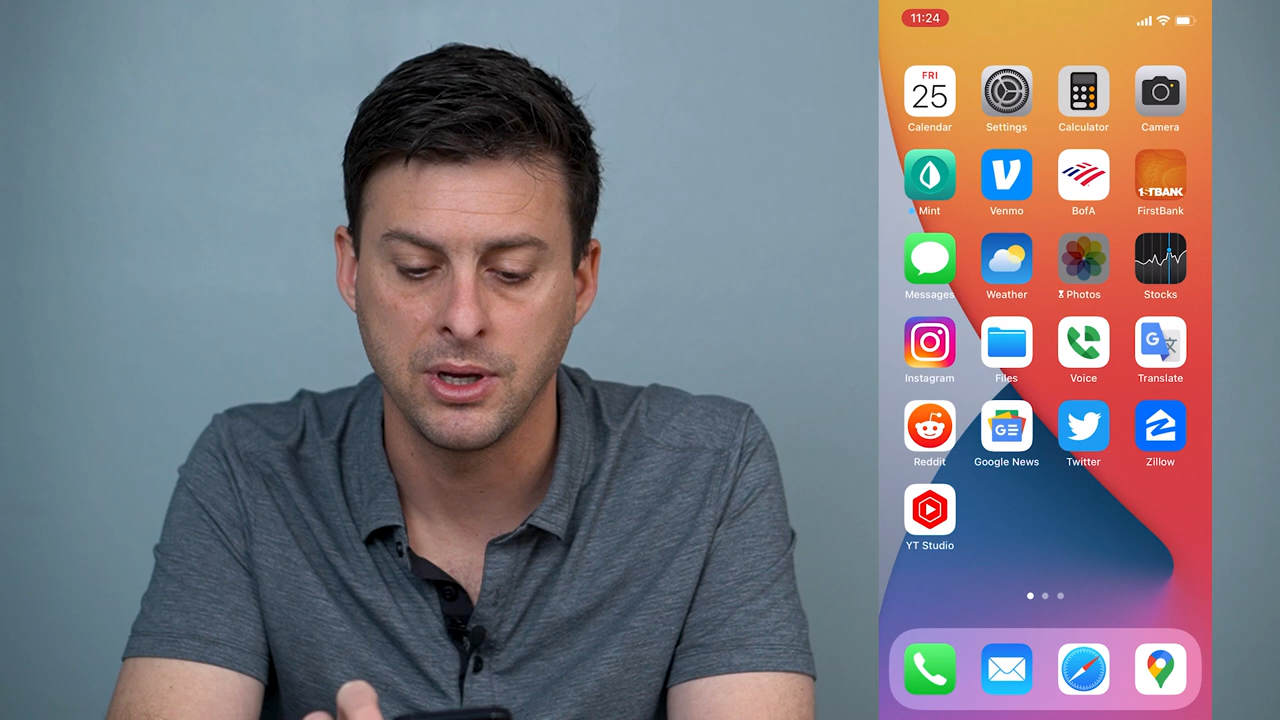 11:24
FRI
25
Calendar Settings Calculator Camera
1STBANK
Mint Venmo BofA FirstBank
Messages Weather Photos Stocks
G 文
Instagram Files Voice Translate
GE
Reddit Google News Twitter Zillow
YT Studio